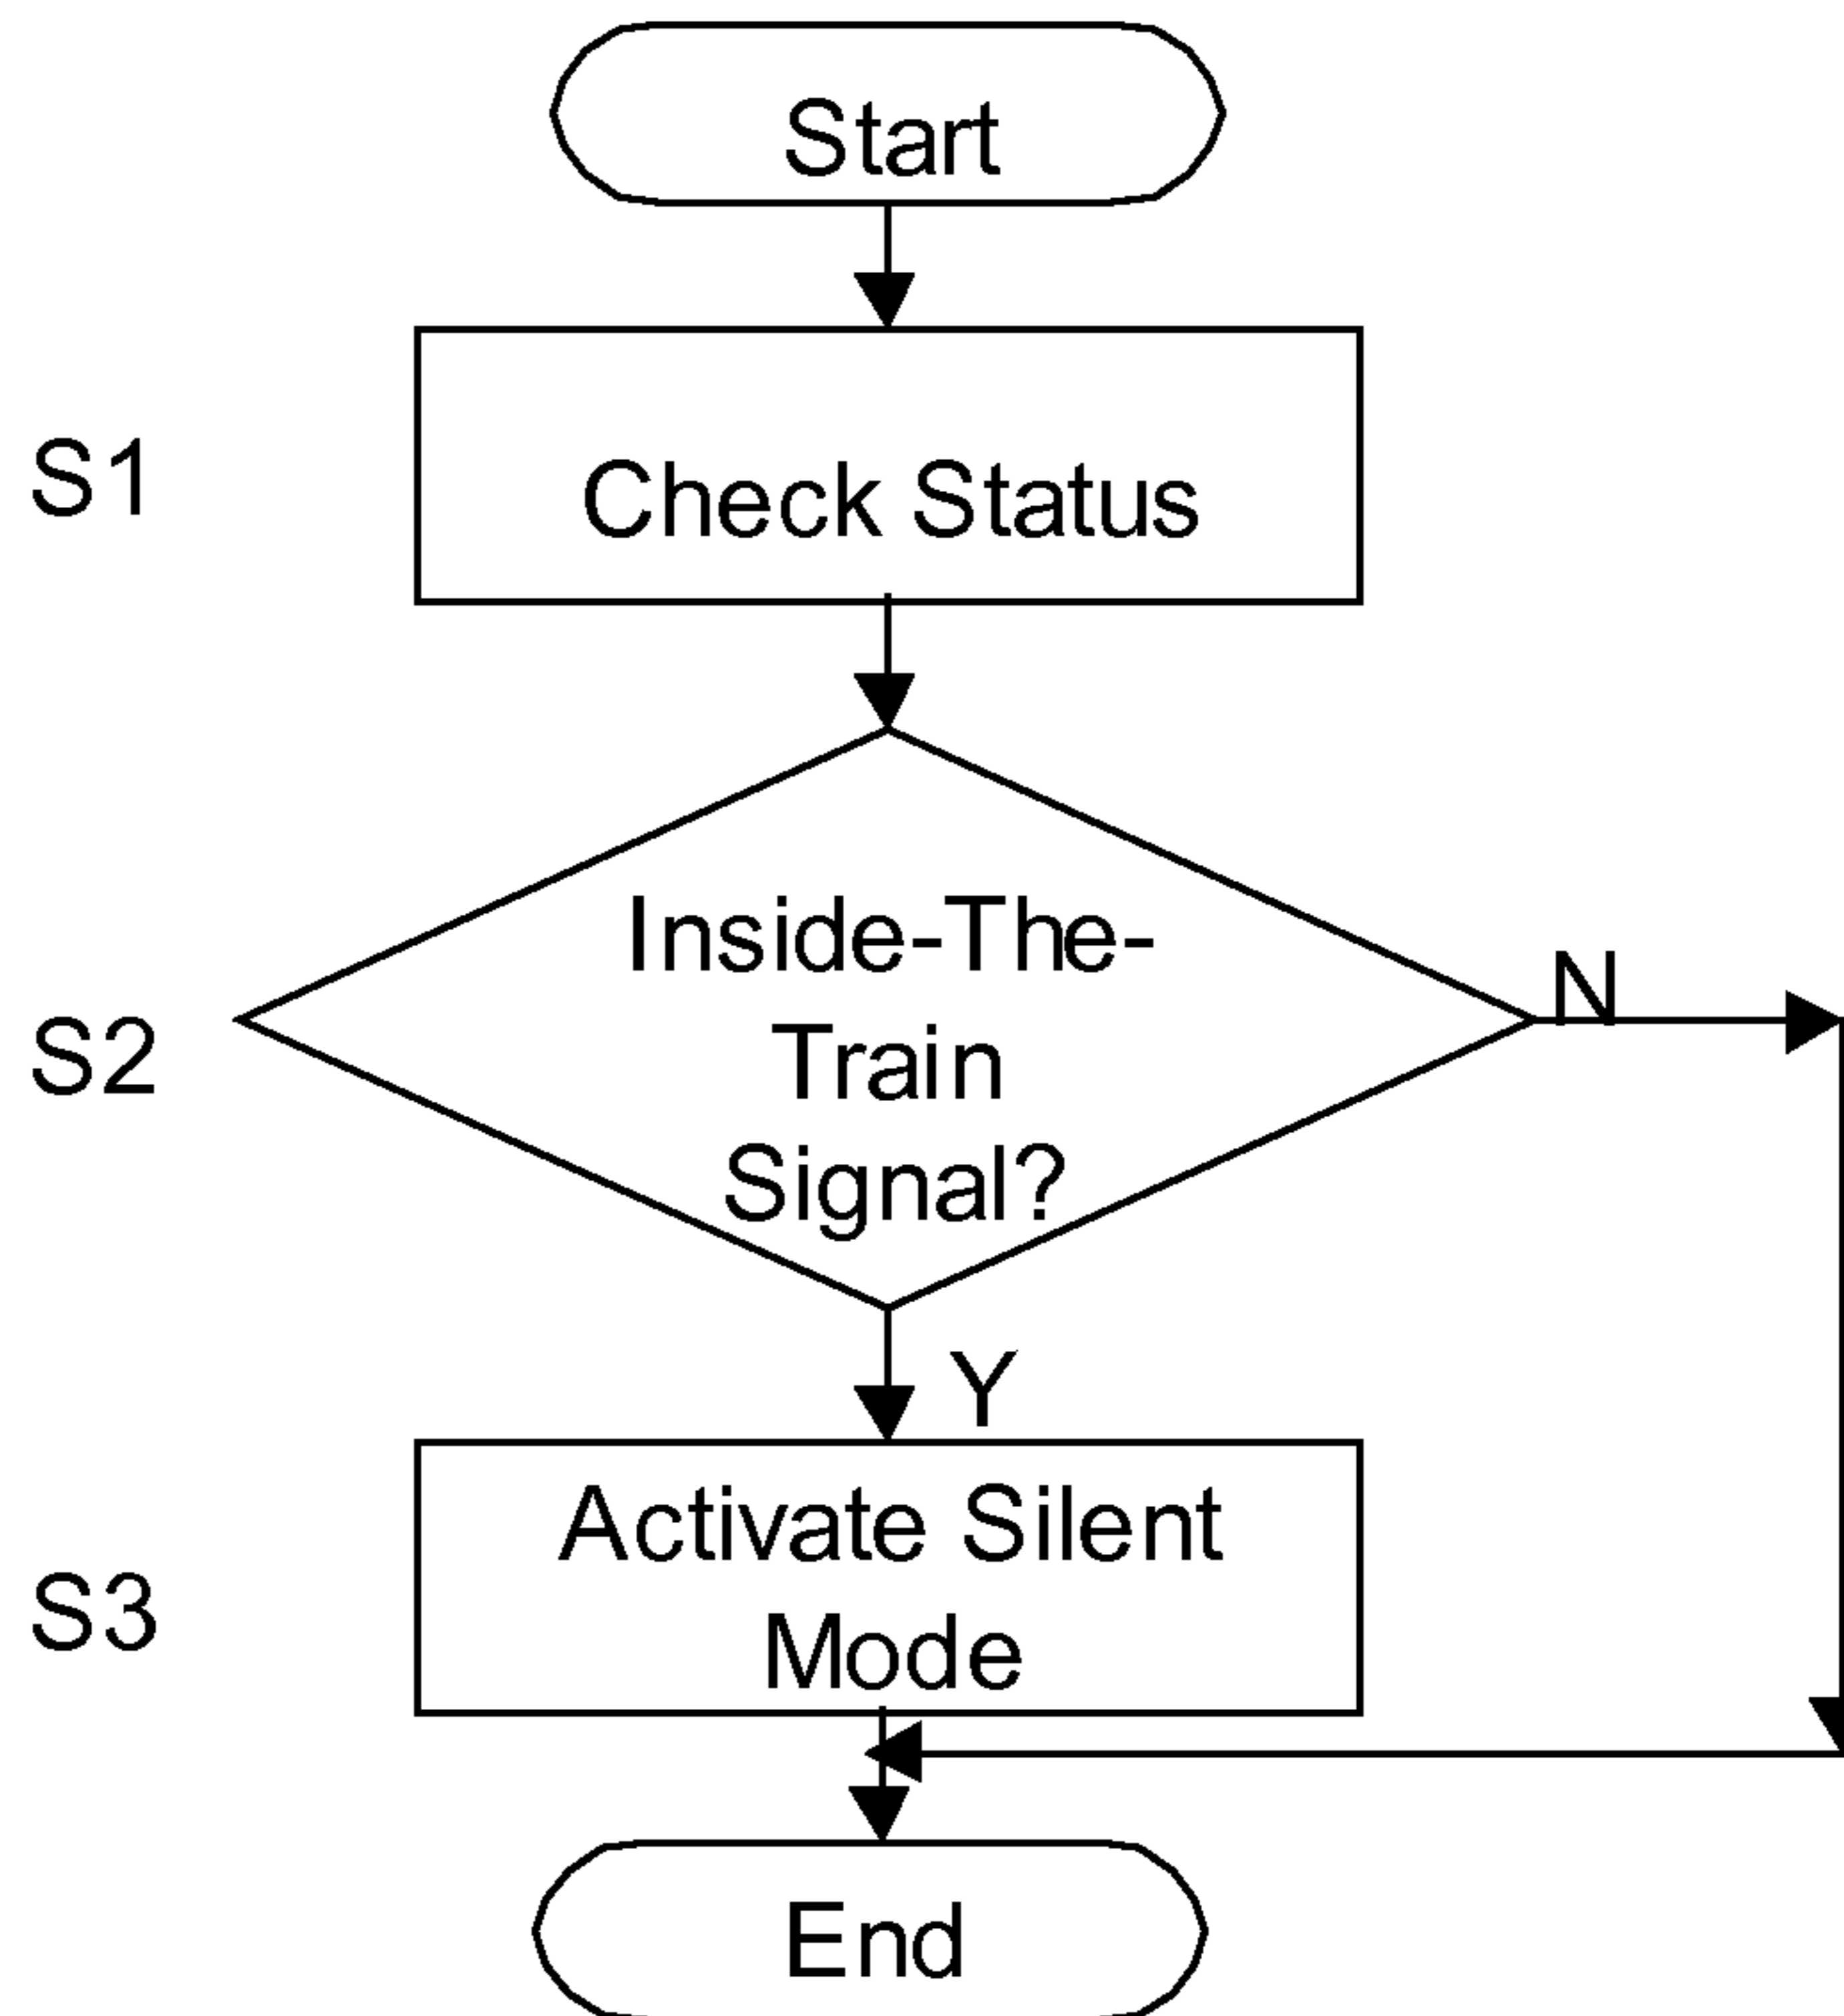 Start
S1
Check Status
Inside-The-
N
S2
Train
Signal?
Y
Activate Silent
S3
Mode
End